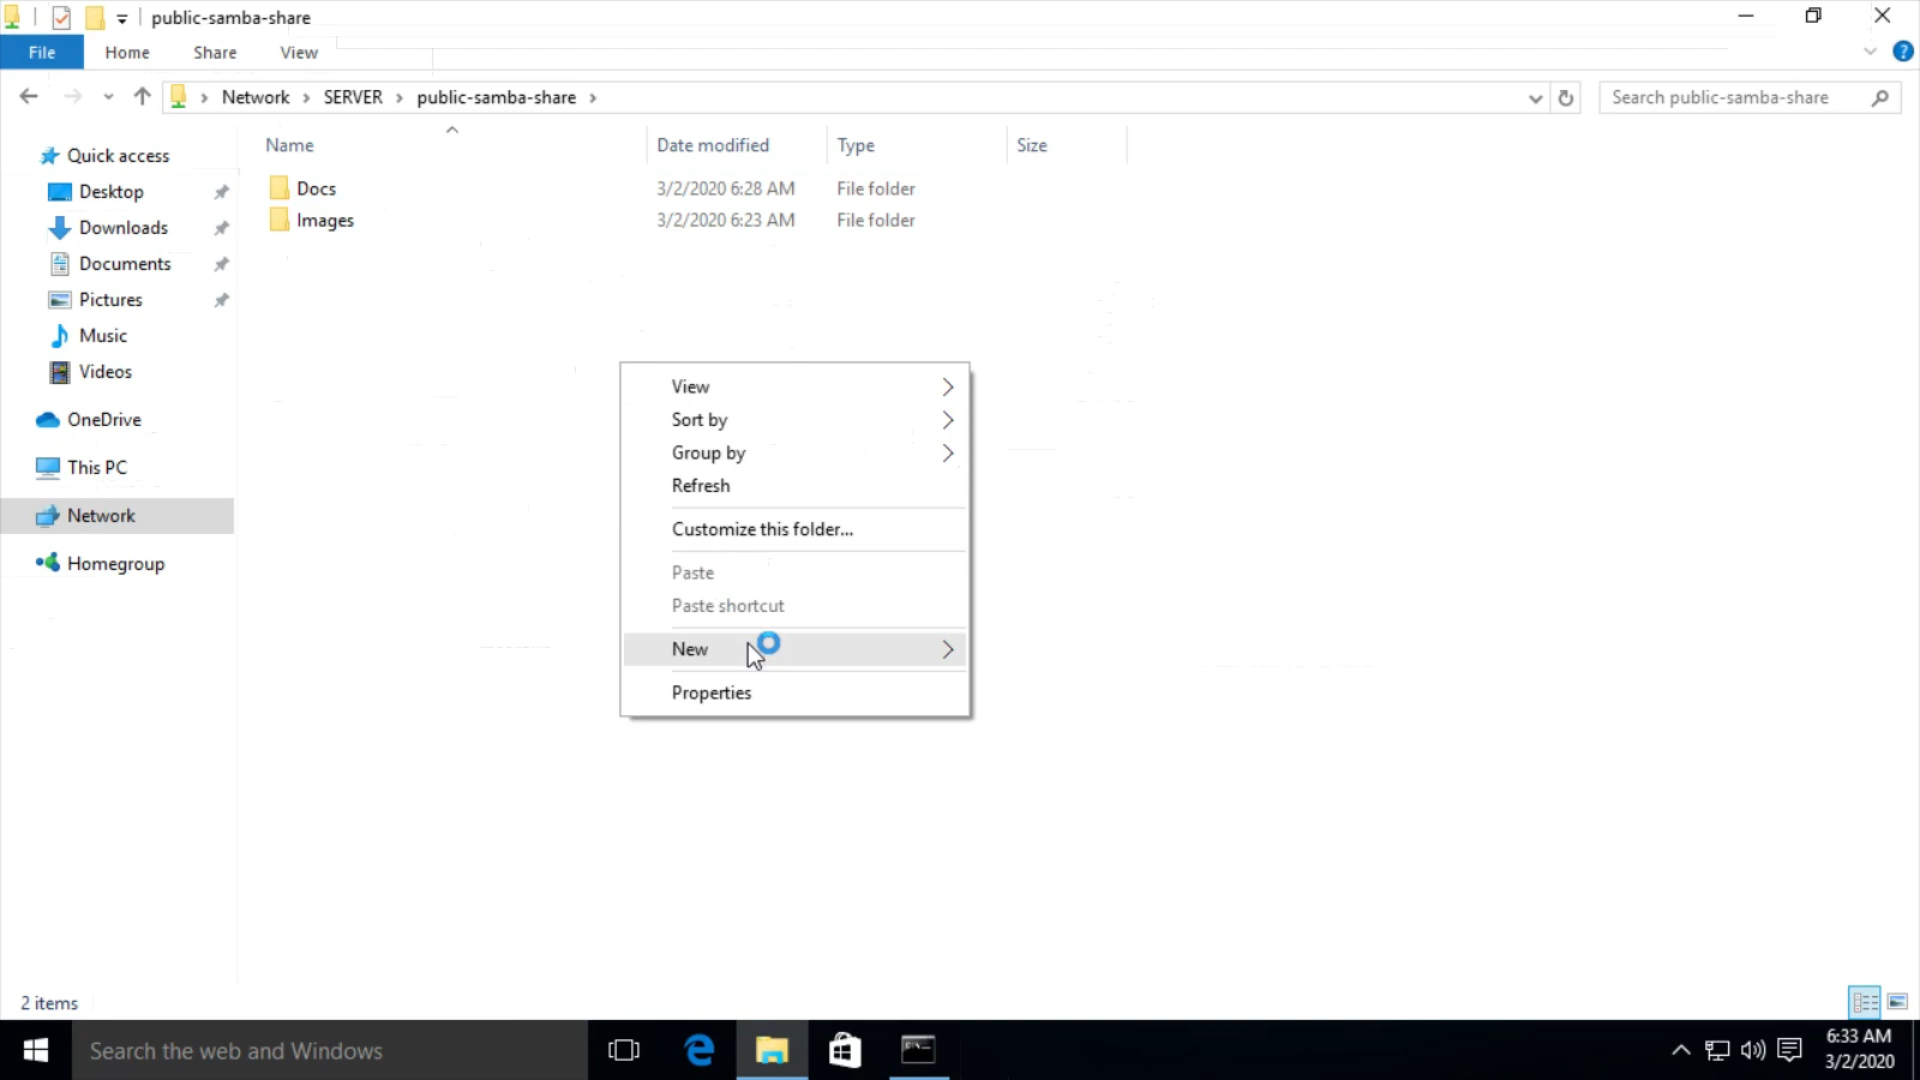 public-samba-share
File Home Share View
Network SERVER public-samba-share
Search public-samba-share
Name Date modified Type Size
Quick access
Desktop
Downloads
Documents
Pictures
Music
Videos
OneDrive
This PC
Network
Homegroup
Docs 3/2/2020 6:28 AM File folder
Images 3/2/2020 6:23 AM File folder
View
Sort by
Group by
Refresh
Customize this folder...
Paste
Paste shortcut
New
Properties
2 items
Search the web and Windows
6:33 AM
3/2/2020